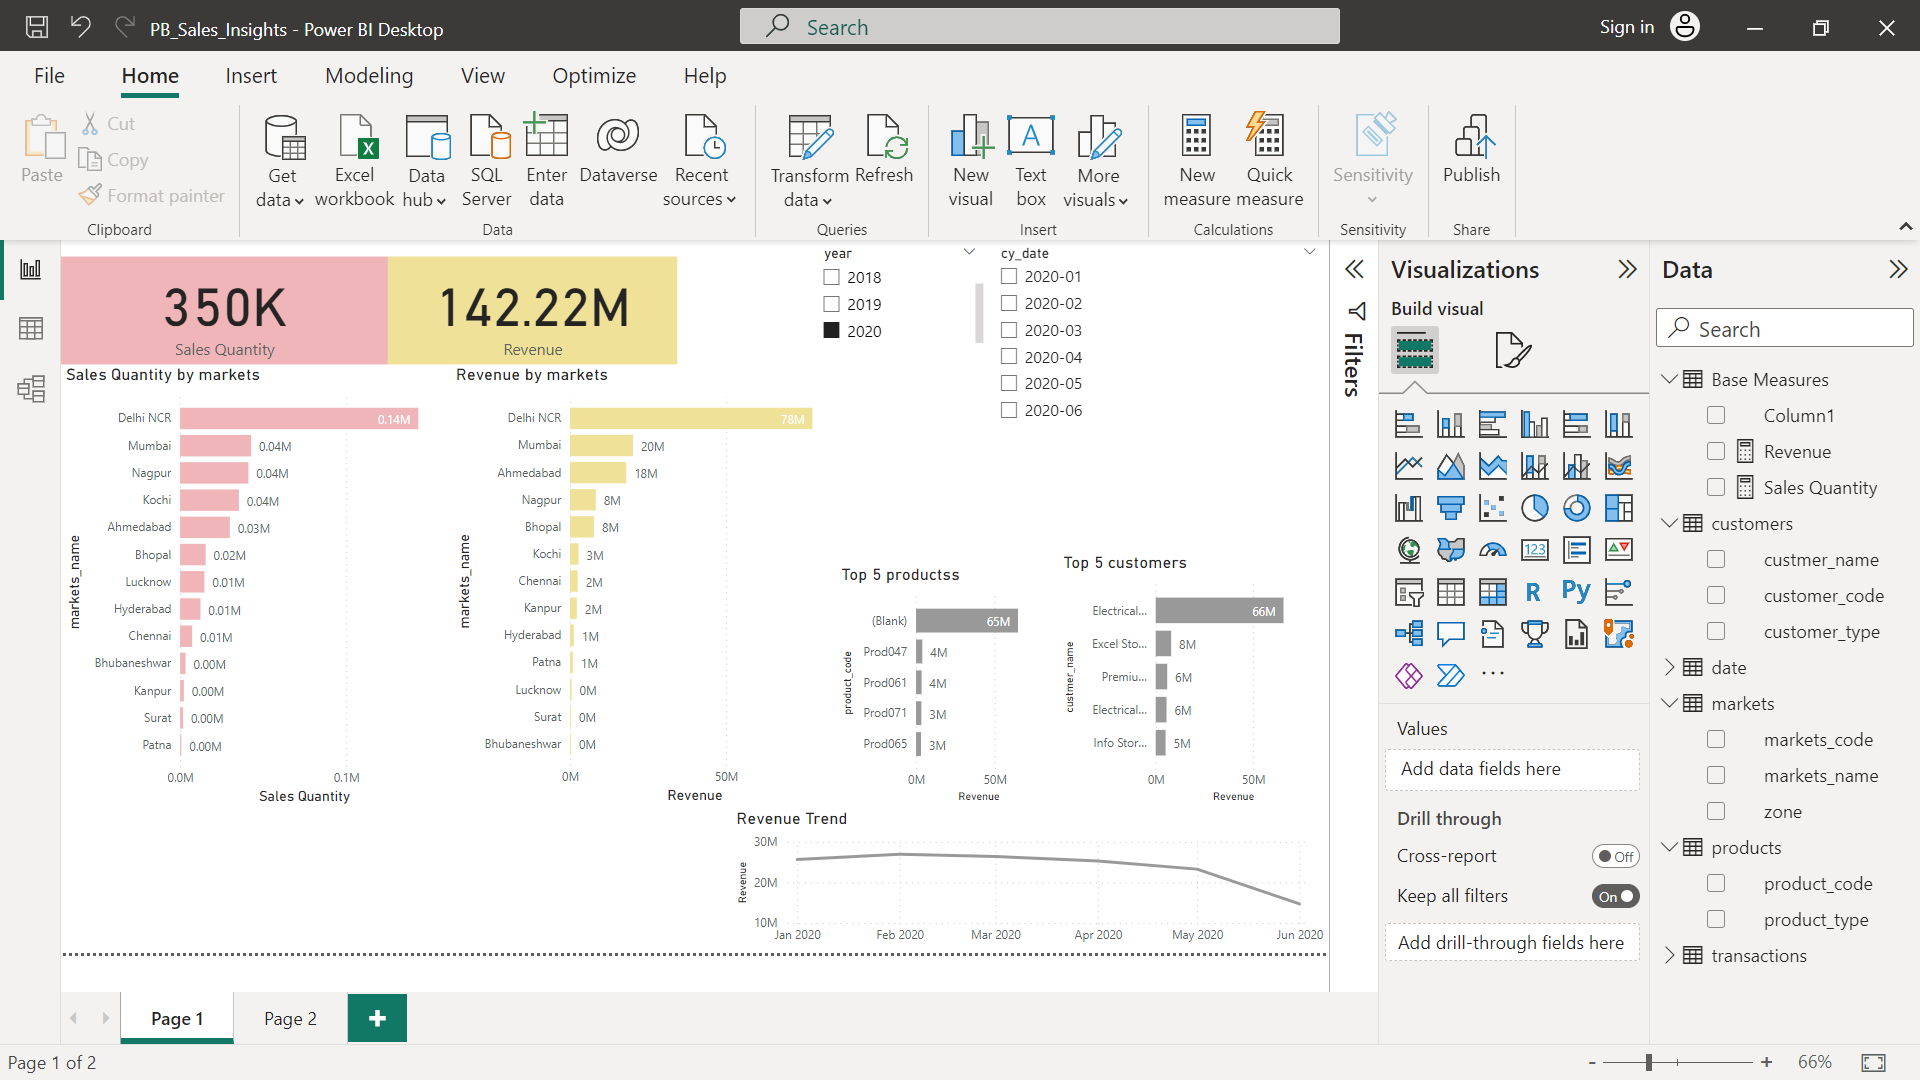 PB_Sales_Insights - Power BI Desktop
Search
Sign in
File
Home
Insert
Modeling
View
Optimize
Help
Paste
Cut
Copy
Format painter
Clipboard
Get data
Excel workbook
Data hub
SQL Server
Enter data
Dataverse
Recent sources
Data
Transform data
Refresh
Queries
New visual
Text box
More visuals
Insert
New measure
Quick measure
Calculations
Sensitivity
Sensitivity
Publish
Share
350K
Sales Quantity
142.22M
Revenue
year
2018
2019
2020
cy_date
2020-01
2020-02
2020-03
2020-04
2020-05
2020-06
Sales Quantity by markets
markets_name
Delhi NCR 0.14M
Mumbai 0.04M
Nagpur 0.04M
Kochi 0.04M
Ahmedabad 0.03M
Bhopal 0.02M
Lucknow 0.01M
Hyderabad 0.01M
Chennai 0.01M
Bhubaneshwar 0.00M
Kanpur 0.00M
Surat 0.00M
Patna 0.00M
0.0M 0.1M
Sales Quantity
Revenue by markets
markets_name
Delhi NCR 78M
Mumbai 20M
Ahmedabad 18M
Nagpur 8M
Bhopal 8M
Kochi 3M
Chennai 2M
Kanpur 2M
Hyderabad 1M
Patna 1M
Lucknow 0M
Surat 0M
Bhubaneshwar 0M
0M 50M
Revenue
Top 5 productss
product_code
(Blank) 65M
Prod047 4M
Prod061 4M
Prod071 3M
Prod065 3M
0M 50M
Revenue
Top 5 customers
custmer_name
Electrical... 66M
Excel Sto... 8M
Premiu... 6M
Electrical... 6M
Info Stor... 5M
0M 50M
Revenue
Revenue Trend
Revenue
30M
20M
10M
Jan 2020 Feb 2020 Mar 2020 Apr 2020 May 2020 Jun 2020
Filters
Visualizations
Build visual
123
R
Py
...
Values
Add data fields here
Drill through
Cross-report
Off
Keep all filters
On
Add drill-through fields here
Data
Search
Base Measures
Column1
Revenue
Sales Quantity
customers
custmer_name
customer_code
customer_type
date
markets
markets_code
markets_name
zone
products
product_code
product_type
transactions
Page 1
Page 2
+
Page 1 of 2
- + 66%